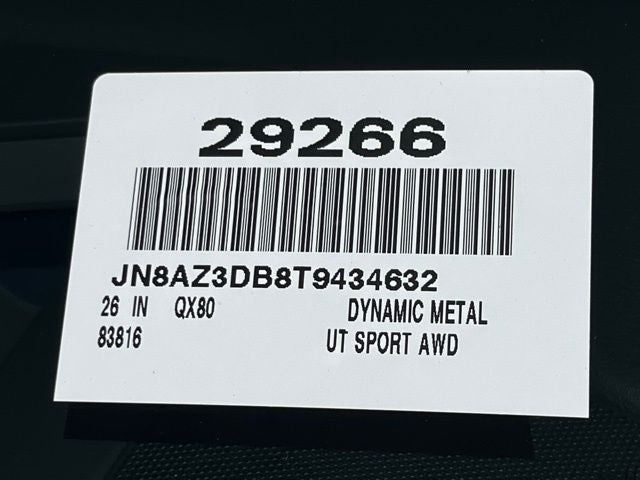 29266
JN8AZ3DB8T9434632
26 IN QX80 DYNAMIC METAL
83816 UT SPORT AWD